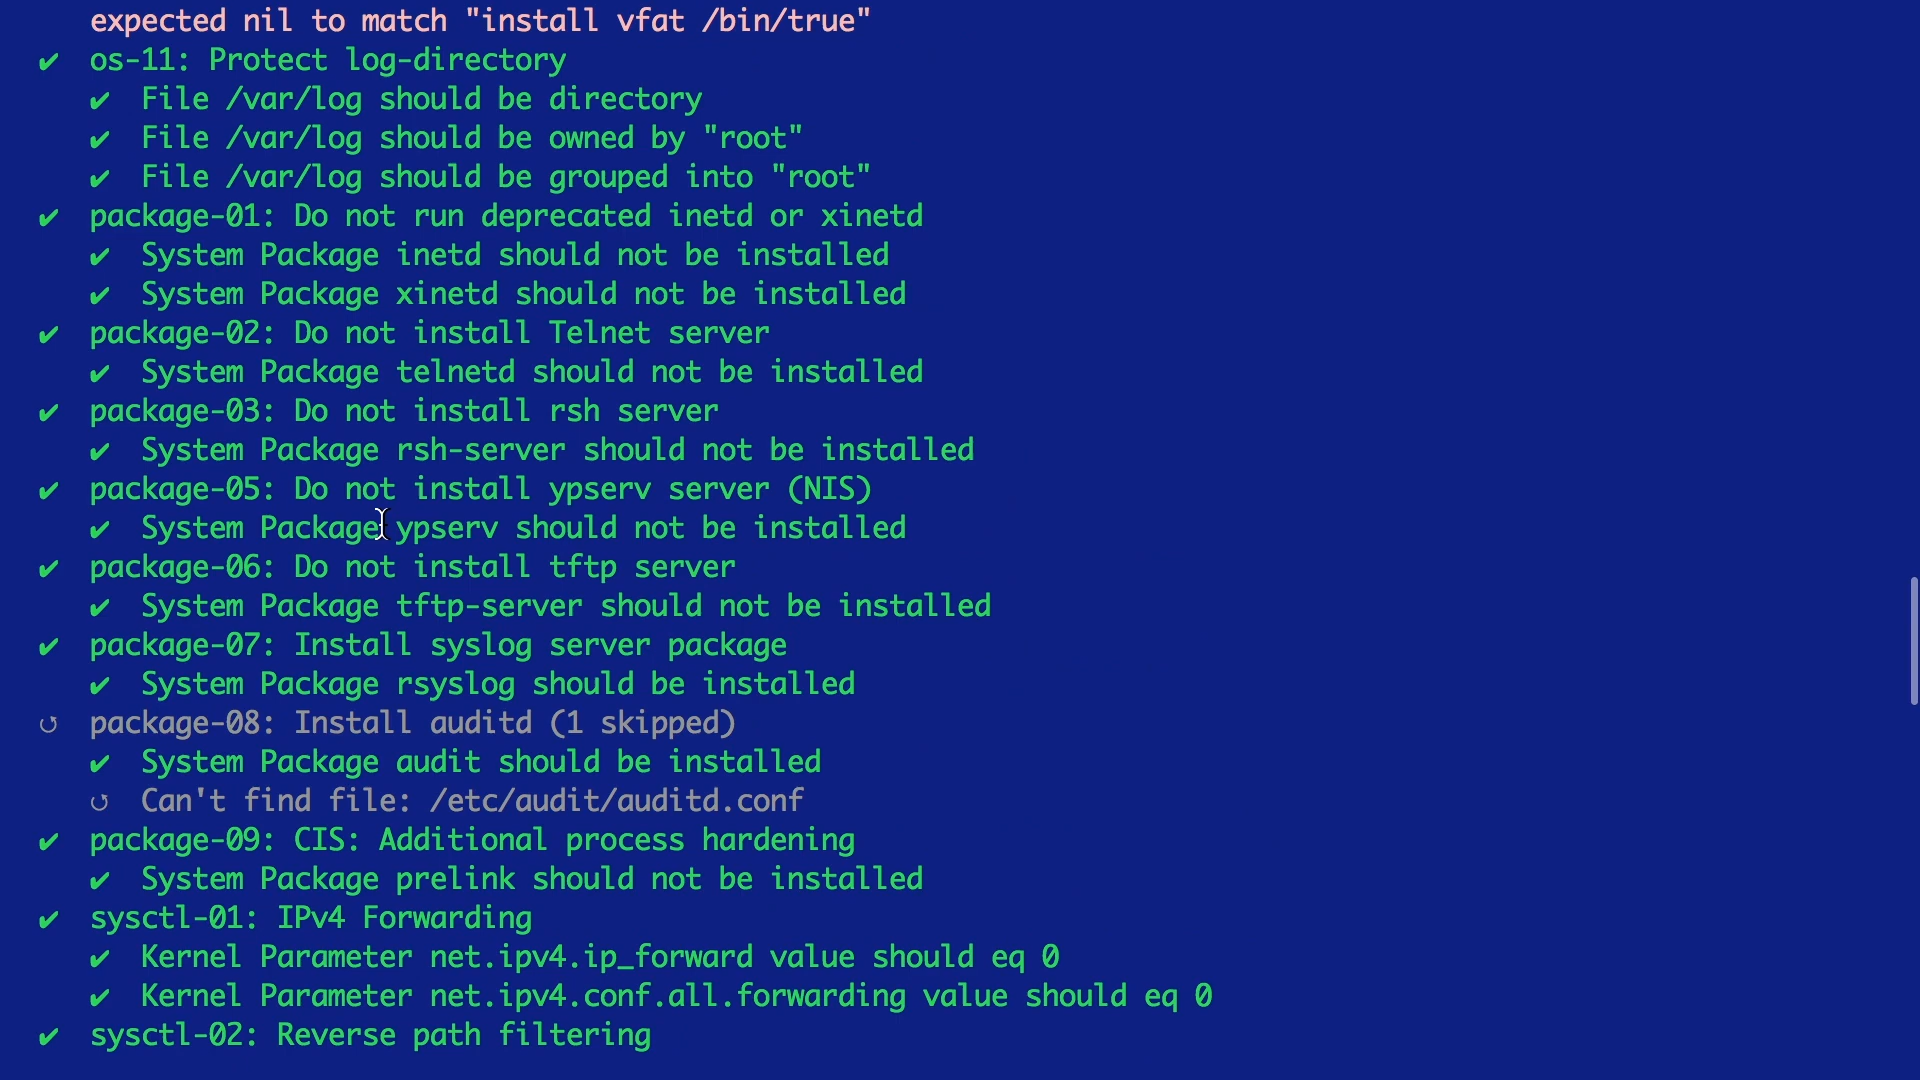 expected nil to match "install vfat /bin/true"
✔ os-11: Protect log-directory
✔ File /var/log should be directory
✔ File /var/log should be owned by "root"
✔ File /var/log should be grouped into "root"
✔ package-01: Do not run deprecated inetd or xinetd
✔ System Package inetd should not be installed
✔ System Package xinetd should not be installed
✔ package-02: Do not install Telnet server
✔ System Package telnetd should not be installed
✔ package-03: Do not install rsh server
✔ System Package rsh-server should not be installed
✔ package-05: Do not install ypserv server (NIS)
✔ System Package ypserv should not be installed
✔ package-06: Do not install tftp server
✔ System Package tftp-server should not be installed
✔ package-07: Install syslog server package
✔ System Package rsyslog should be installed
↺ package-08: Install auditd (1 skipped)
✔ System Package audit should be installed
↺ Can't find file: /etc/audit/auditd.conf
✔ package-09: CIS: Additional process hardening
✔ System Package prelink should not be installed
✔ sysctl-01: IPv4 Forwarding
✔ Kernel Parameter net.ipv4.ip_forward value should eq 0
✔ Kernel Parameter net.ipv4.conf.all.forwarding value should eq 0
✔ sysctl-02: Reverse path filtering